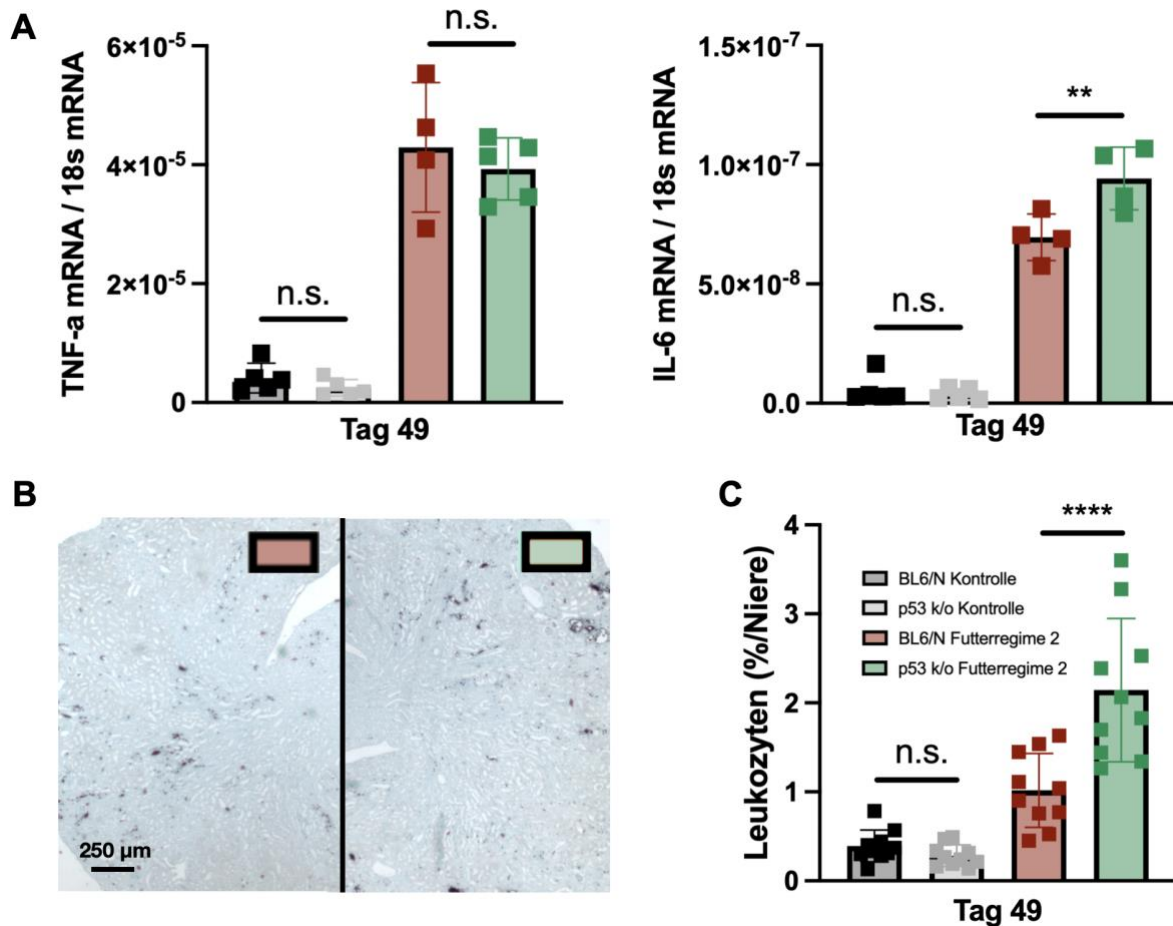 A
TNF-a mRNA / 18s mRNA
6×10⁻⁵
4×10⁻⁵
2×10⁻⁵
0
n.s.
n.s.
Tag 49
IL-6 mRNA / 18s mRNA
1.5×10⁻⁷
1.0×10⁻⁷
5.0×10⁻⁸
0.0
n.s.
**
Tag 49
B
250 µm
C
Leukozyten (%/Niere)
4
3
2
1
0
****
BL6/N Kontrolle
p53 k/o Kontrolle
BL6/N Futterregime 2
p53 k/o Futterregime 2
n.s.
Tag 49